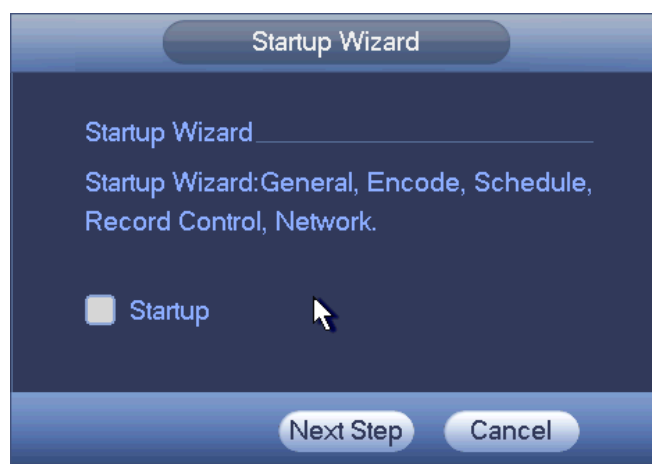 Startup Wizard
Startup Wizard
Startup Wizard:General, Encode, Schedule,
Record Control, Network.
Startup
Next Step Cancel